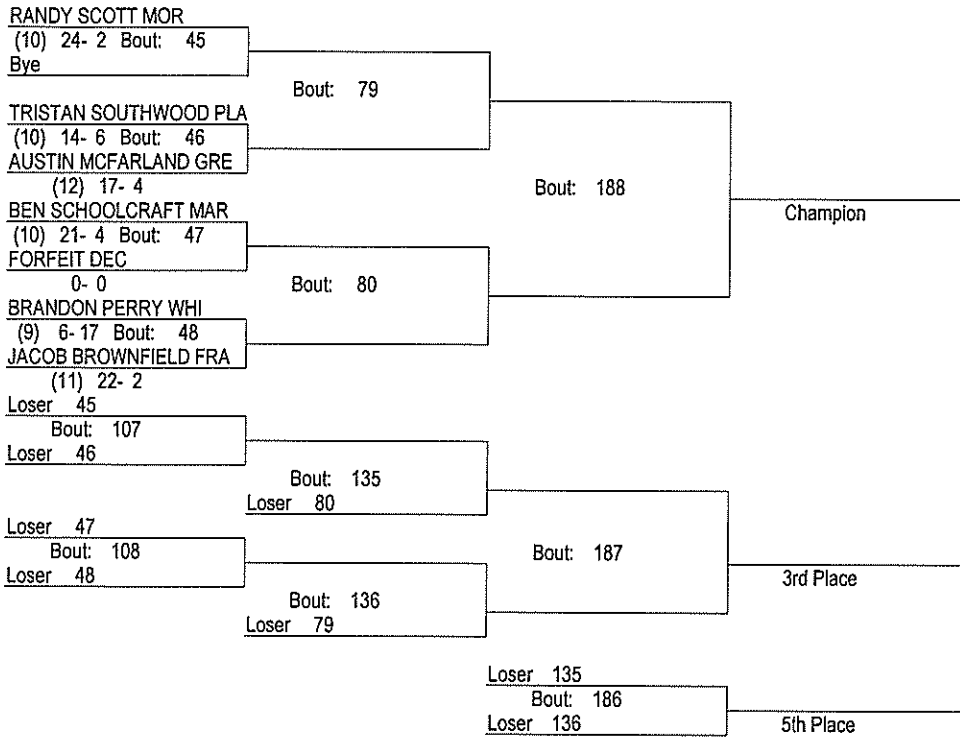 RANDY SCOTT MOR
(10) 24- 2 Bout: 45
Bye
Bout: 79
TRISTAN SOUTHWOOD PLA
(10) 14- 6 Bout: 46
AUSTIN MCFARLAND GRE
(12) 17- 4
Bout: 188
Champion
BEN SCHOOLCRAFT MAR
(10) 21- 4 Bout: 47
FORFEIT DEC
0- 0
Bout: 80
BRANDON PERRY WHI
(9) 6- 17 Bout: 48
JACOB BROWNFIELD FRA
(11) 22- 2
Loser 45
Bout: 107
Loser 46
Bout: 135
Loser 80
Loser 47
Bout: 108
Loser 48
Bout: 187
3rd Place
Bout: 136
Loser 79
Loser 135
Bout: 186
Loser 136
5th Place